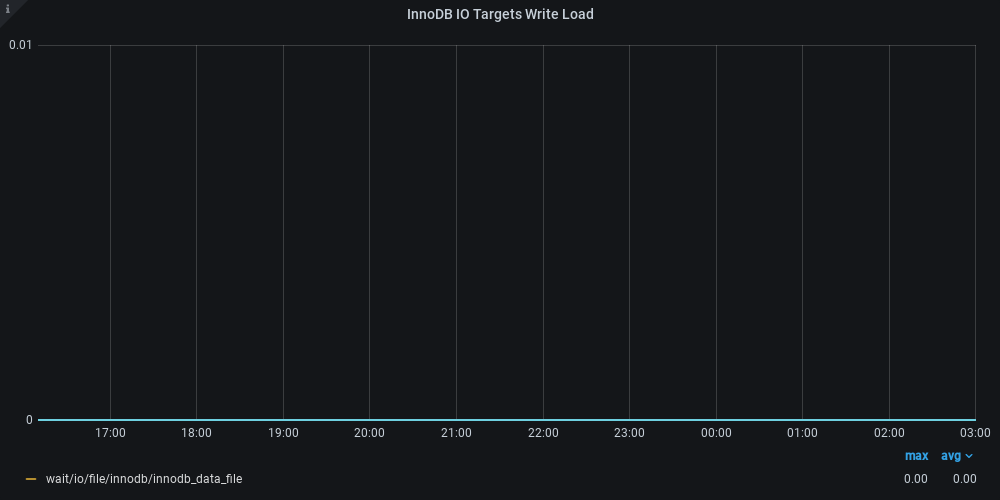 i
InnoDB IO Targets Write Load
0.01
0
17:00 18:00 19:00 20:00 21:00 22:00 23:00 00:00 01:00 02:00 03:00
max avg
wait/io/file/innodb/innodb_data_file 0.00 0.00